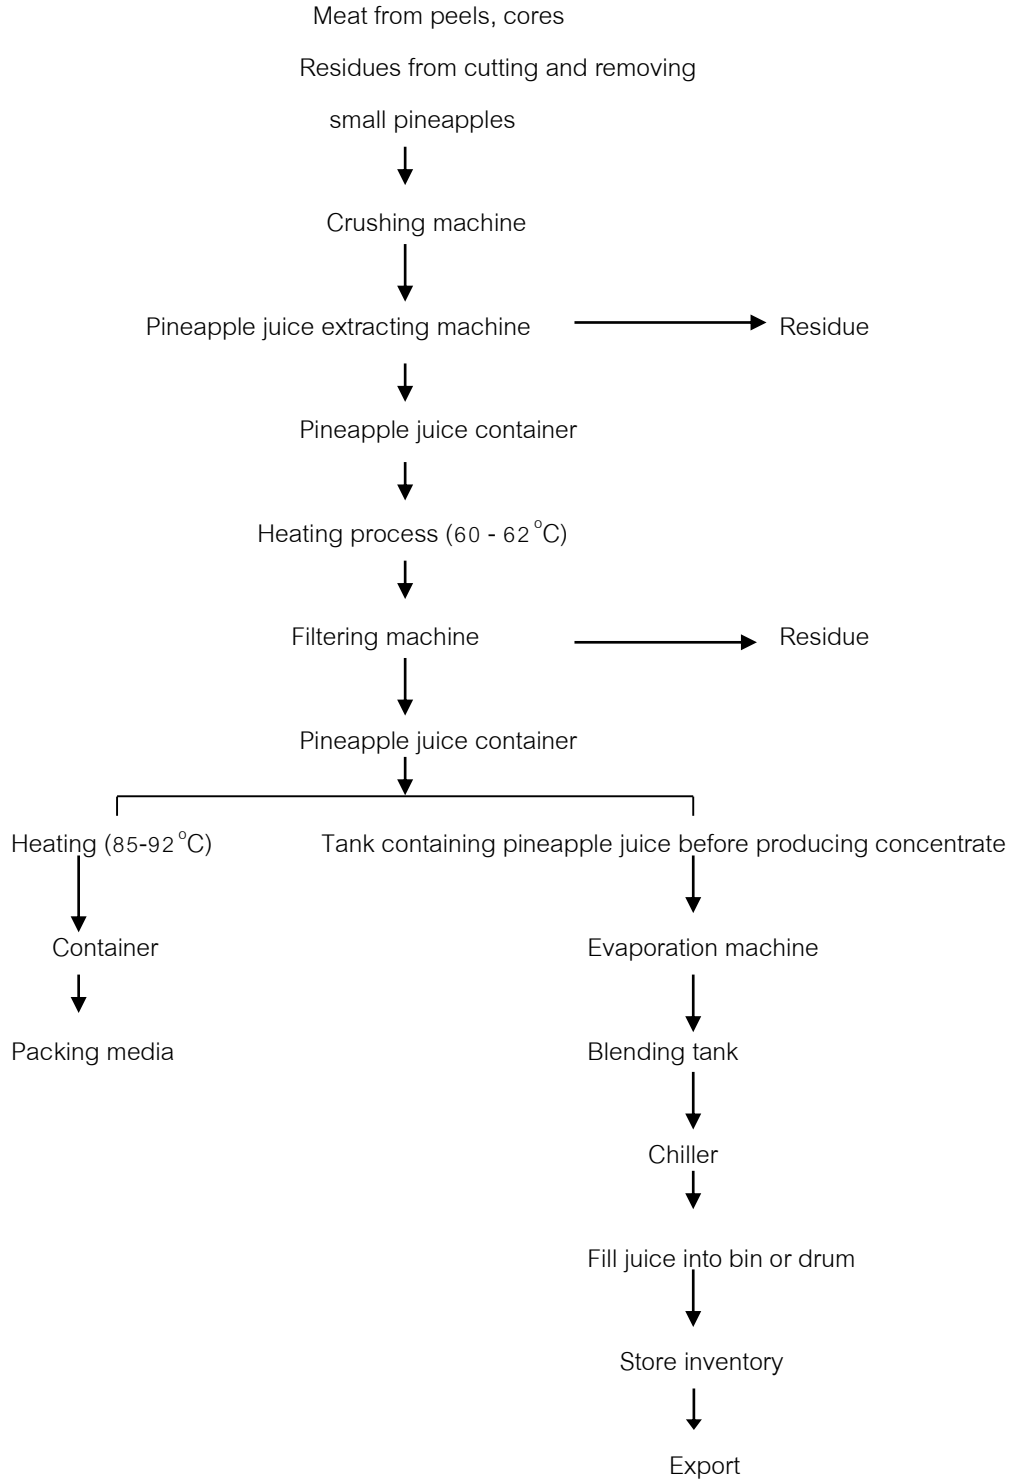 Meat from peels, cores
Residues from cutting and removing
small pineapples
Crushing machine
Pineapple juice extracting machine
Residue
Pineapple juice container
Heating process (60 - 62 °C)
Filtering machine
Residue
Pineapple juice container
Heating (85-92 °C)
Tank containing pineapple juice before producing concentrate
Container
Evaporation machine
Packing media
Blending tank
Chiller
Fill juice into bin or drum
Store inventory
Export